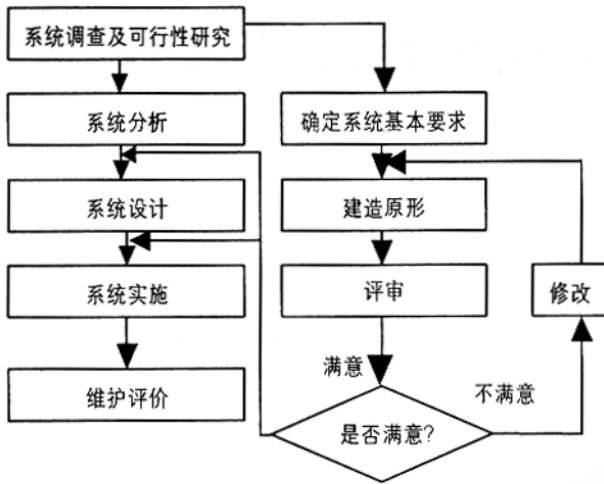 系统调查及可行性研究
系统分析
确定系统基本要求
系统设计
建造原形
系统实施
评审
修改
满意
维护评价
不满意
是否满意?